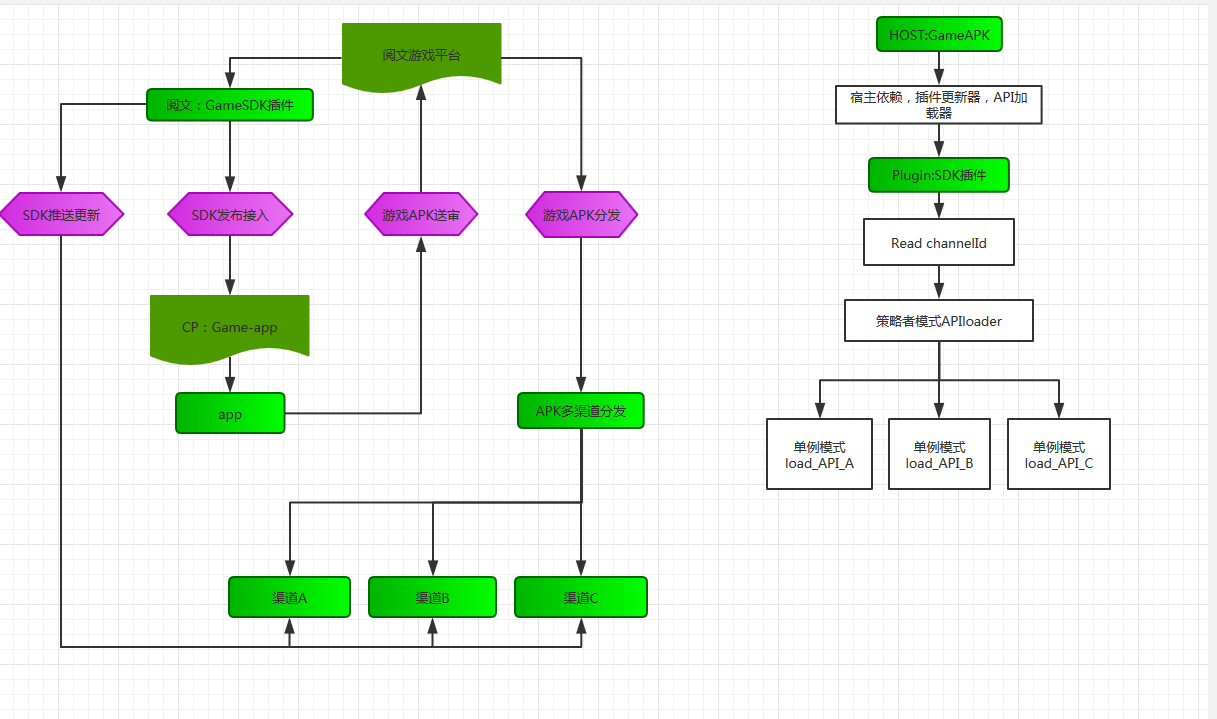 阅文游戏平台
阅文：GameSDK插件
SDK推送更新
SDK发布接入
游戏APK送审
游戏APK分发
CP：Game-app
app
APK多渠道分发
渠道A
渠道B
渠道C
HOST:GameAPK
宿主依赖，插件更新器，API加
载器
Plugin:SDK插件
Read channelId
策略者模式APIloader
单例模式
load_API_A
单例模式
load_API_B
单例模式
load_API_C